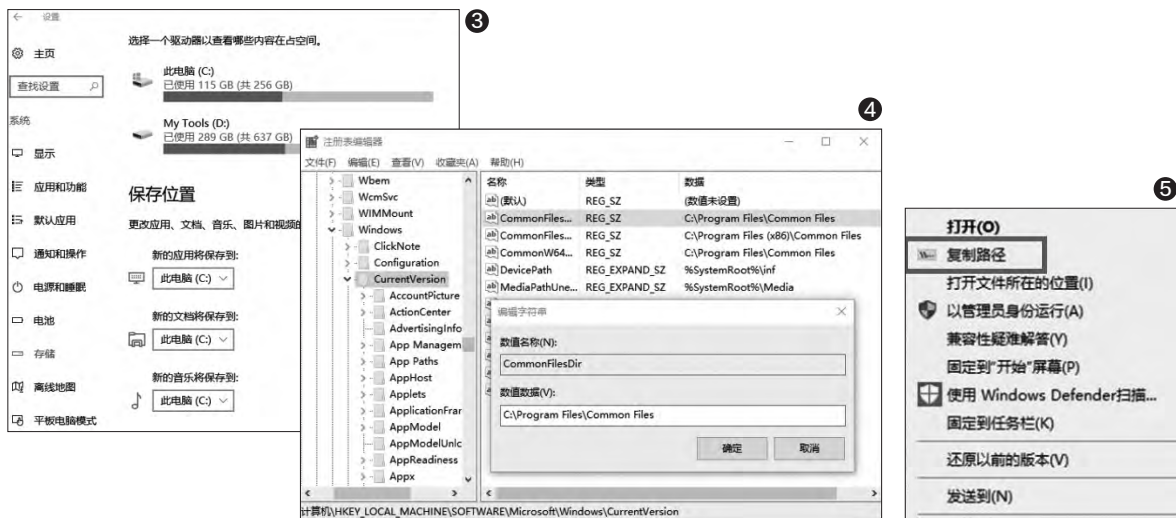 ❸
设置
主页
查找设置
系统
显示
应用和功能
默认应用
通知和操作
电源和睡眠
电池
存储
离线地图
平板电脑模式
选择一个驱动器以查看哪些内容在占空间。
此电脑 (C:)
已使用 115 GB (共 256 GB)
My Tools (D:)
已使用 289 GB (共 637 GB)
保存位置
更改应用、文档、音乐、图片和视频的
新的应用将保存到:
此电脑 (C:)
新的文档将保存到:
此电脑 (C:)
新的音乐将保存到:
此电脑 (C:)
❹
注册表编辑器
文件(F) 编辑(E) 查看(V) 收藏夹(A) 帮助(H)
Wbem
WcmSvc
WIMMount
Windows
ClickNote
Configuration
CurrentVersion
AccountPicture
ActionCenter
AdvertisingInfo
App Managem
App Paths
AppHost
Applets
ApplicationFrar
AppModel
AppModelUnlc
AppReadiness
Appx
名称 类型 数据
(默认) REG_SZ (数值未设置)
CommonFiles... REG_SZ C:\Program Files\Common Files
CommonFiles... REG_SZ C:\Program Files (x86)\Common Files
CommonW64... REG_SZ C:\Program Files\Common Files
DevicePath REG_EXPAND_SZ %SystemRoot%\inf
MediaPathUne... REG_EXPAND_SZ %SystemRoot%\Media
编辑字符串
数值名称(N):
CommonFilesDir
数值数据(V):
C:\Program Files\Common Files
确定 取消
计算机\HKEY_LOCAL_MACHINE\SOFTWARE\Microsoft\Windows\CurrentVersion
❺
打开(O)
复制路径
打开文件所在的位置(I)
以管理员身份运行(A)
兼容性疑难解答(Y)
固定到"开始"屏幕(P)
使用 Windows Defender扫描...
固定到任务栏(K)
还原以前的版本(V)
发送到(N)